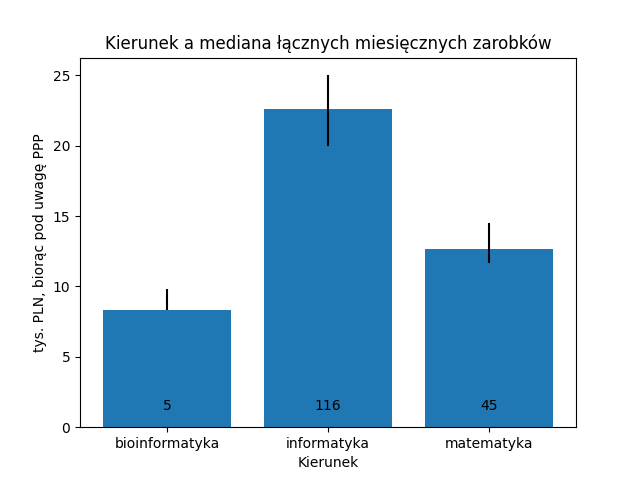 Kierunek a mediana łącznych miesięcznych zarobków
tys. PLN, biorąc pod uwagę PPP
25
20
15
10
5
0
5
116
45
bioinformatyka
informatyka
matematyka
Kierunek